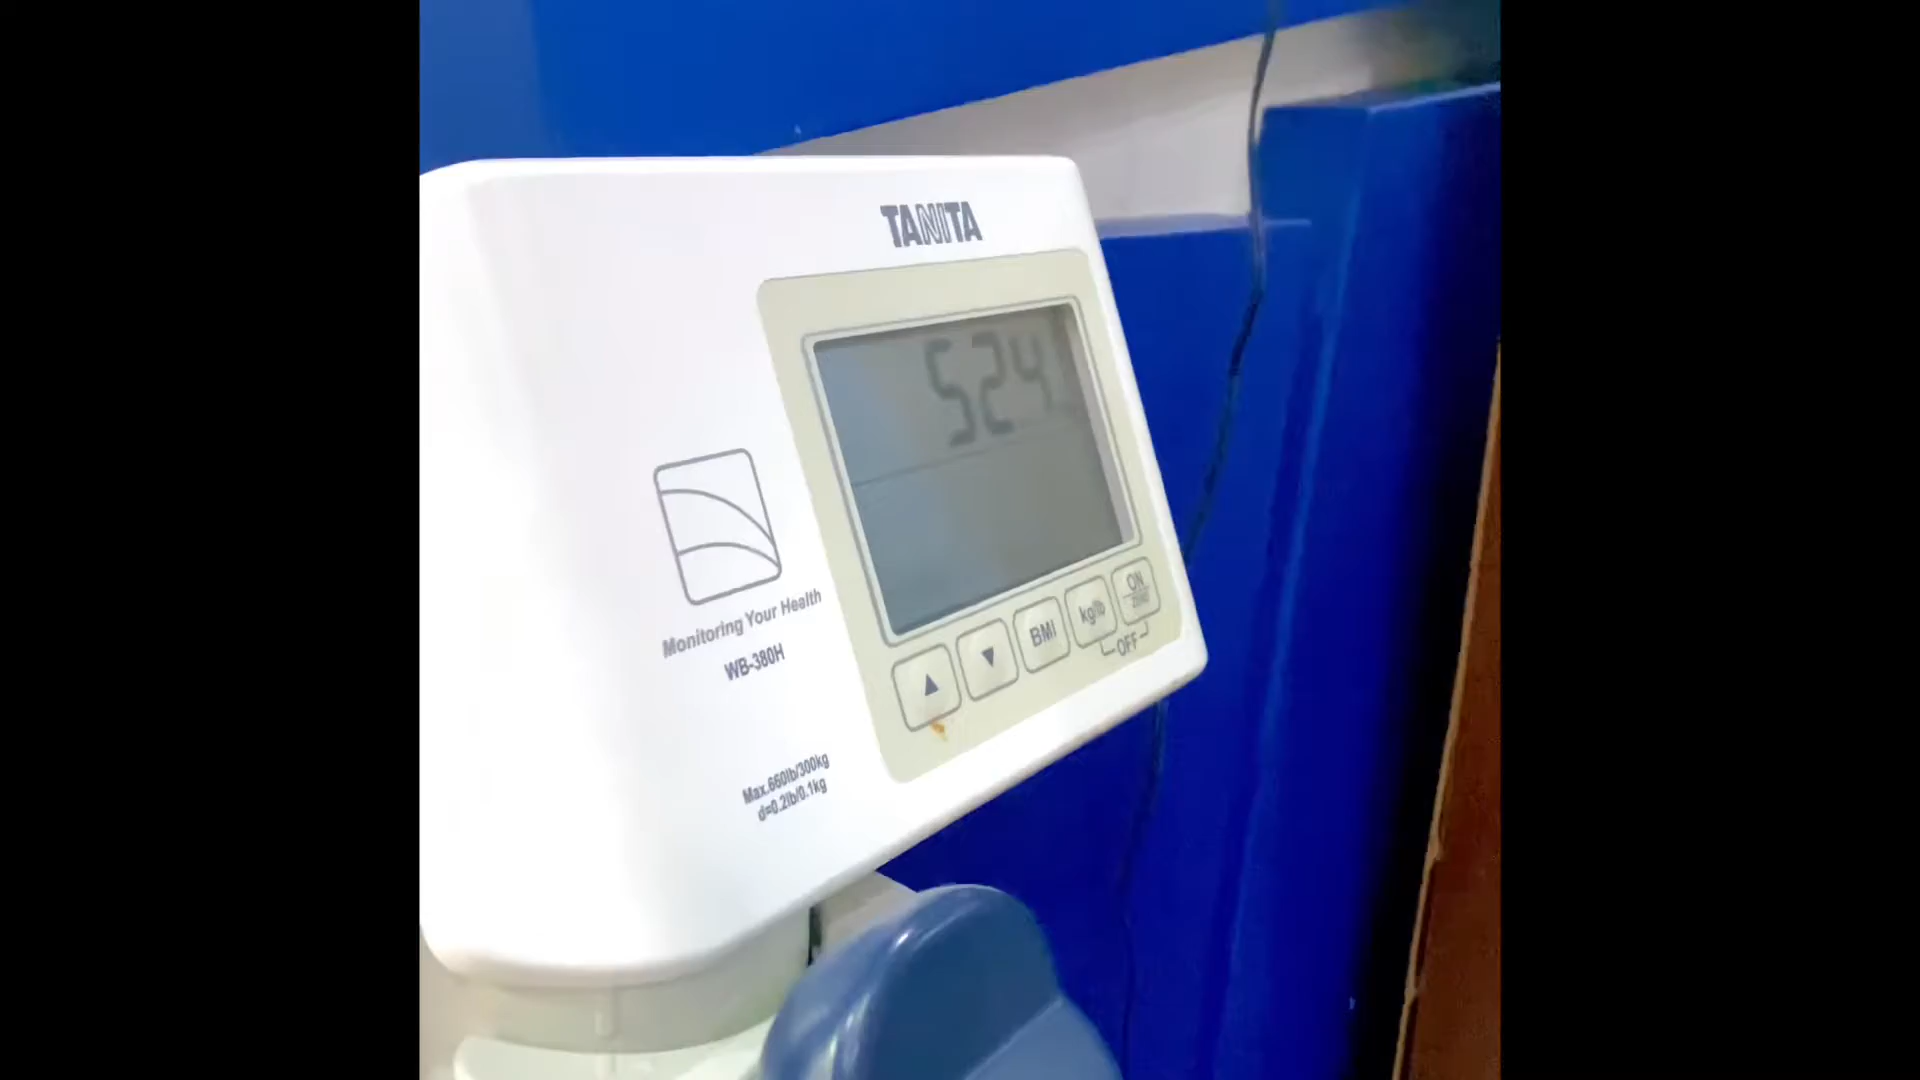 TANITA
524
Monitoring Your Health
WB-380H
▲ ▼ BMI kg/lb ON
ZERO
OFF
Max.660lb/300kg
d=0.2lb/0.1kg